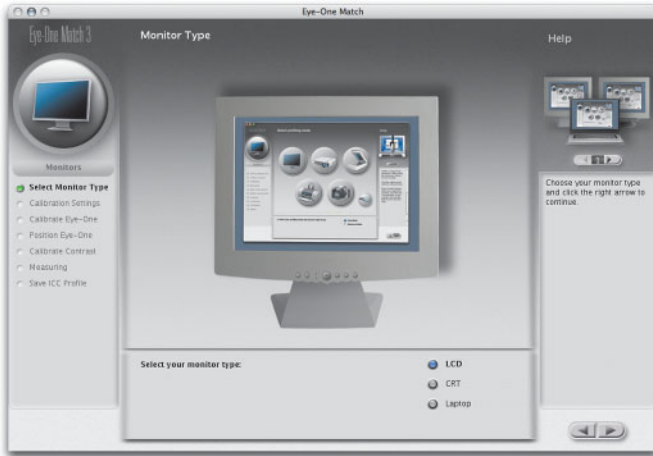 Eye-One Match
Eye-One Match 3
Monitor Type
Help
Monitors
Select Monitor Type
Calibration Settings
Calibrate Eye-One
Position Eye-One
Calibrate Contrast
Measuring
Save ICC Profile
Select your monitor type:
LCD
CRT
Laptop
1
Choose your monitor type
and click the right arrow to
continue.